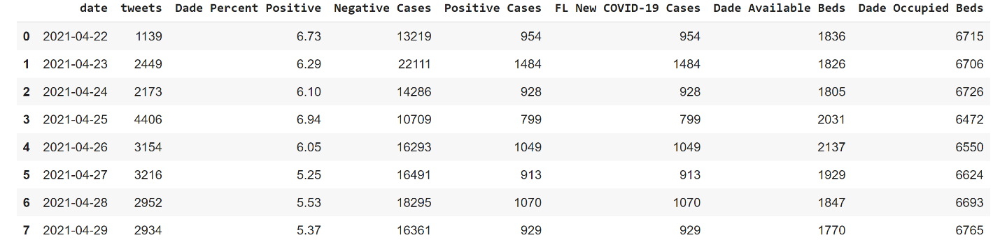 date tweets Dade Percent Positive Negative Cases Positive Cases FL New COVID-19 Cases Dade Available Beds Dade Occupied Beds
0 2021-04-22 1139 6.73 13219 954 954 1836 6715
1 2021-04-23 2449 6.29 22111 1484 1484 1826 6706
2 2021-04-24 2173 6.10 14286 928 928 1805 6726
3 2021-04-25 4406 6.94 10709 799 799 2031 6472
4 2021-04-26 3154 6.05 16293 1049 1049 2137 6550
5 2021-04-27 3216 5.25 16491 913 913 1929 6624
6 2021-04-28 2952 5.53 18295 1070 1070 1847 6693
7 2021-04-29 2934 5.37 16361 929 929 1770 6765